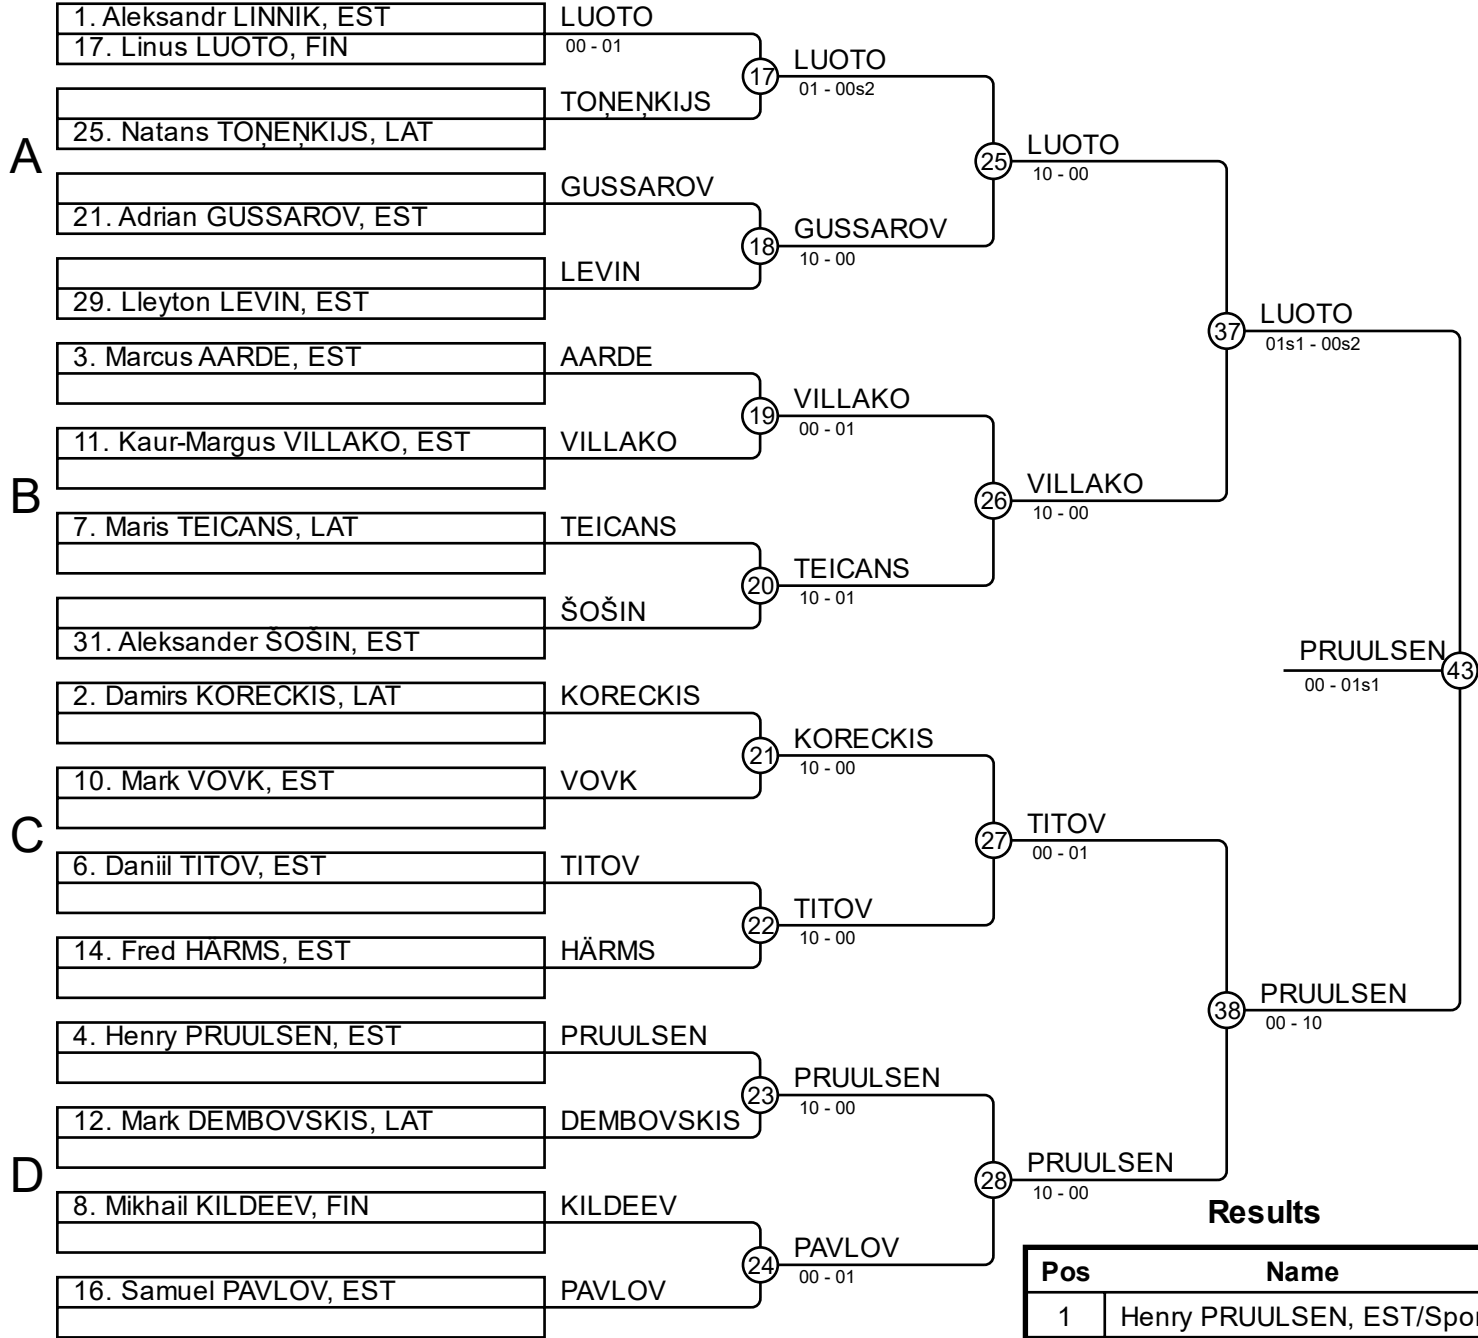 1. Aleksandr LINNIK, EST
LUOTO
17. Linus LUOTO, FIN
00 - 01
17
LUOTO
01 - 00s2
TOŅEŅKIJS
25. Natans TOŅEŅKIJS, LAT
A
25
LUOTO
10 - 00
GUSSAROV
21. Adrian GUSSAROV, EST
18
GUSSAROV
10 - 00
LEVIN
29. Lleyton LEVIN, EST
37
LUOTO
01s1 - 00s2
3. Marcus AARDE, EST
AARDE
19
VILLAKO
00 - 01
11. Kaur-Margus VILLAKO, EST
VILLAKO
B
26
VILLAKO
10 - 00
7. Maris TEICANS, LAT
TEICANS
20
TEICANS
10 - 01
ŠOŠIN
31. Aleksander ŠOŠIN, EST
PRUULSEN
43
00 - 01s1
2. Damirs KORECKIS, LAT
KORECKIS
21
KORECKIS
10 - 00
10. Mark VOVK, EST
VOVK
C
27
TITOV
00 - 01
6. Daniil TITOV, EST
TITOV
22
TITOV
10 - 00
14. Fred HÄRMS, EST
HÄRMS
38
PRUULSEN
00 - 10
4. Henry PRUULSEN, EST
PRUULSEN
23
PRUULSEN
10 - 00
12. Mark DEMBOVSKIS, LAT
DEMBOVSKIS
D
28
PRUULSEN
10 - 00
8. Mikhail KILDEEV, FIN
KILDEEV
24
PAVLOV
00 - 01
16. Samuel PAVLOV, EST
PAVLOV
Results
Pos Name
1 Henry PRUULSEN, EST/Spor